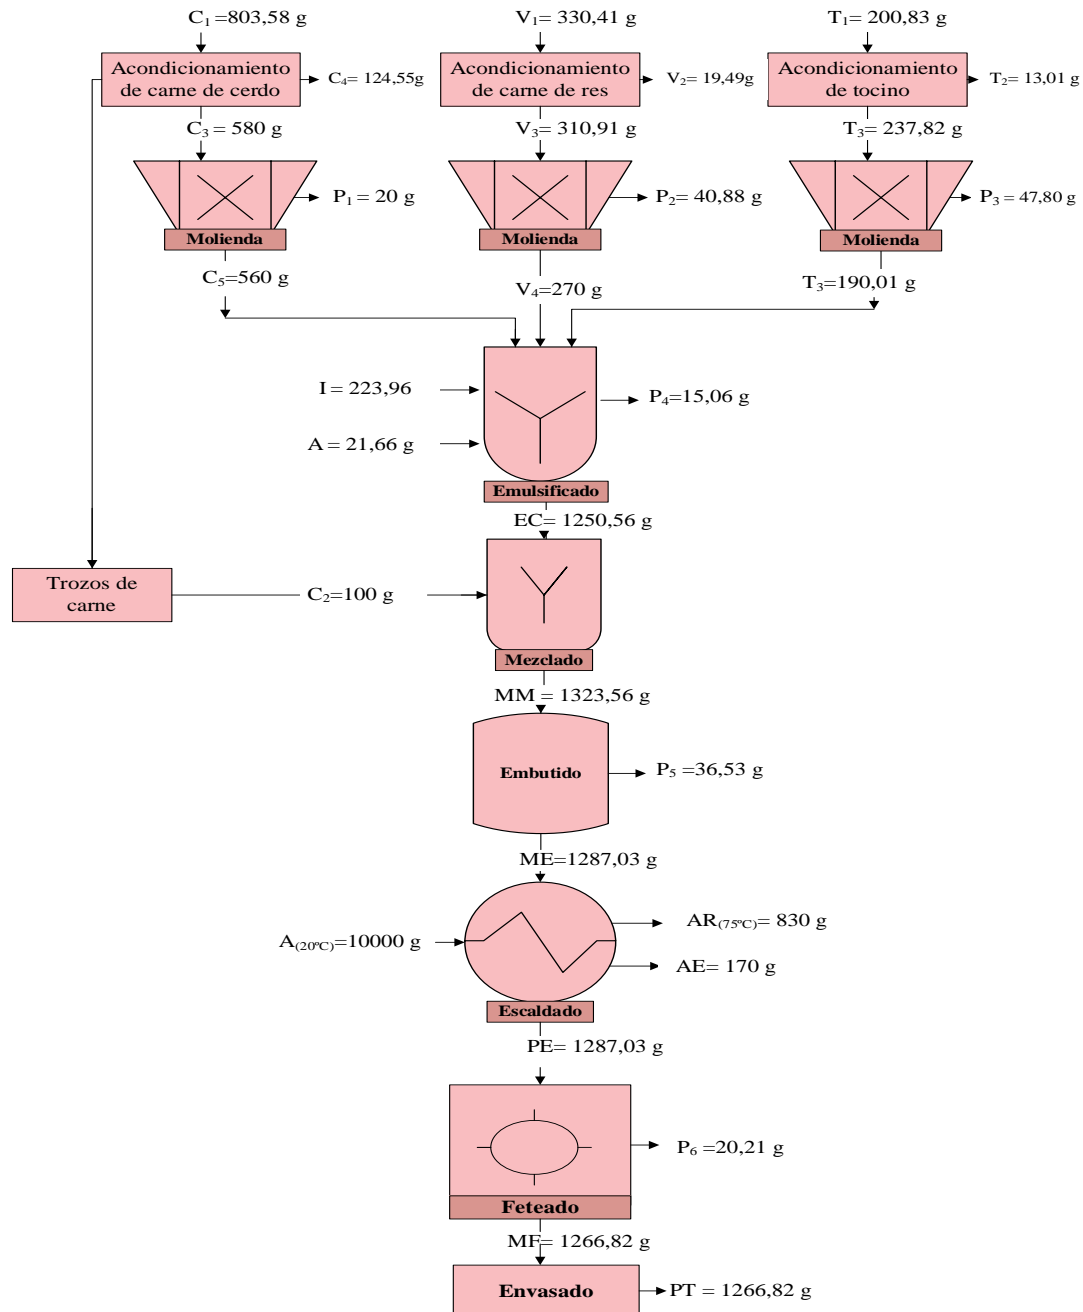 C₁ =803,58 g
V₁= 330,41 g
T₁= 200,83 g
Acondicionamiento
de carne de cerdo
C₄= 124,55g
Acondicionamiento
de carne de res
V₂= 19,49g
Acondicionamiento
de tocino
T₂= 13,01 g
C₃ = 580 g
V₃= 310,91 g
T₃= 237,82 g
P₁ = 20 g
P₂= 40,88 g
P₃ = 47,80 g
Molienda
Molienda
Molienda
C₅=560 g
V₄=270 g
T₃=190,01 g
I = 223,96
P₄=15,06 g
A = 21,66 g
Emulsificado
EC= 1250,56 g
Trozos de
carne
C₂=100 g
Mezclado
MM = 1323,56 g
Embutido
P₅ =36,53 g
ME=1287,03 g
A(20ºC)=10000 g
AR(75ºC)= 830 g
AE= 170 g
Escaldado
PE= 1287,03 g
P₆ =20,21 g
Feteado
MF= 1266,82 g
Envasado
PT = 1266,82 g